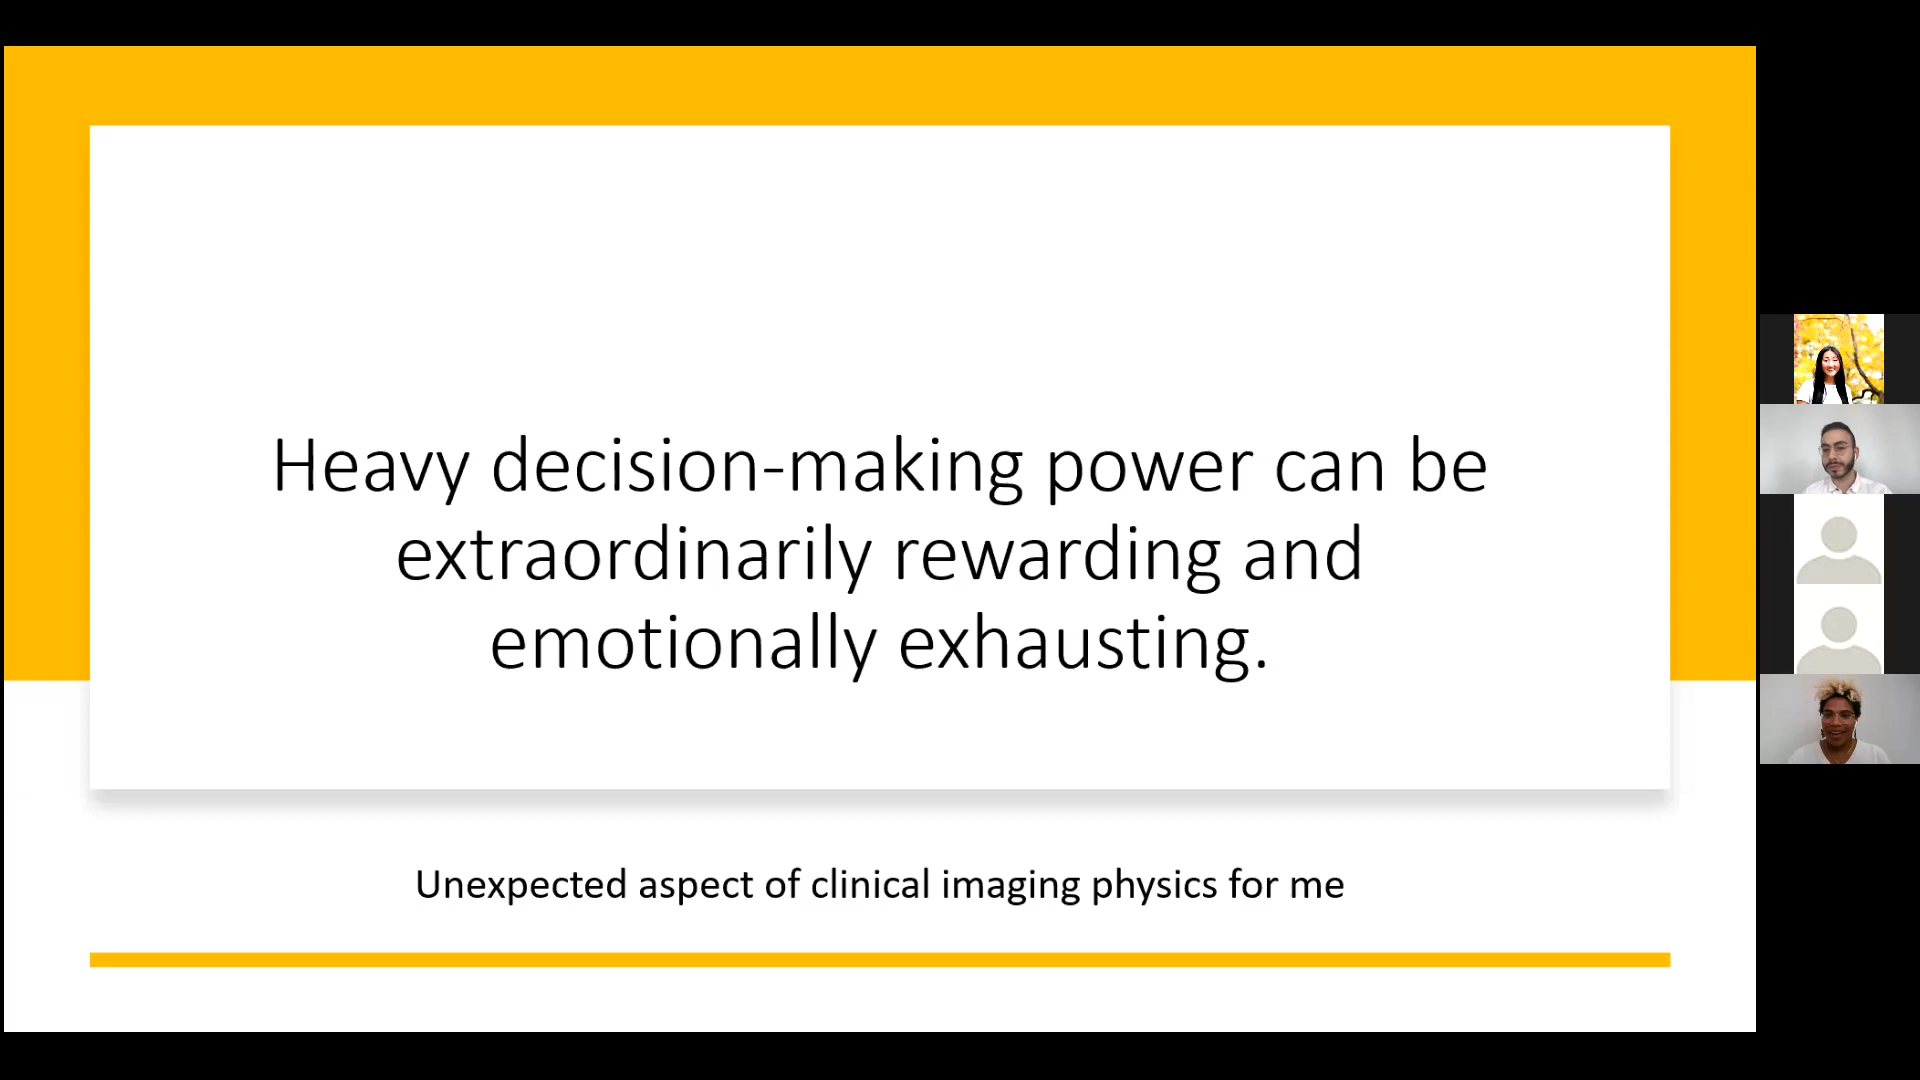 Heavy decision-making power can be
extraordinarily rewarding and
emotionally exhausting.
Unexpected aspect of clinical imaging physics for me